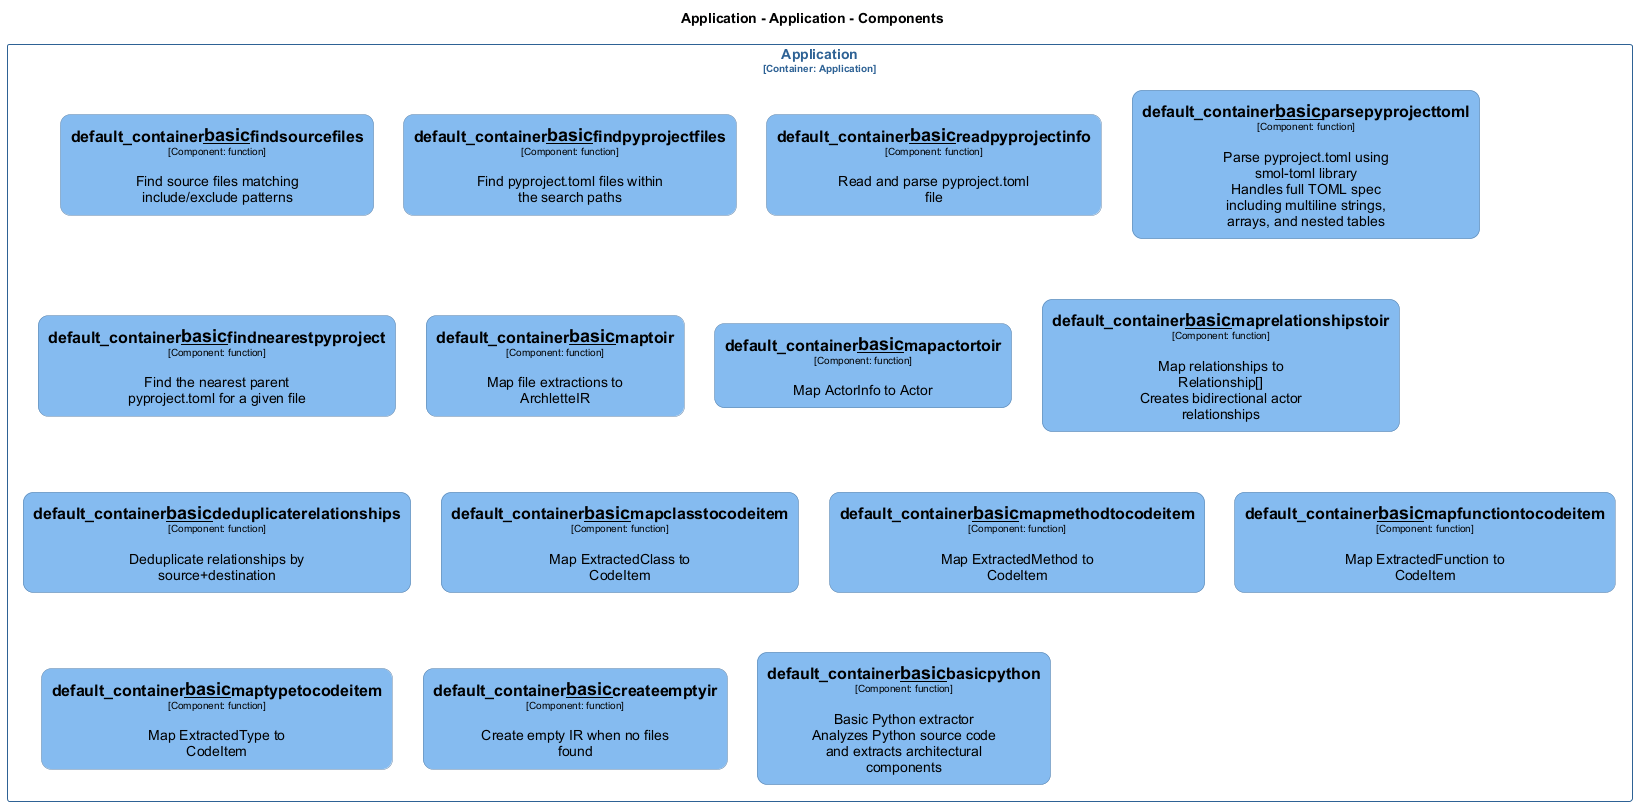 Application - Application - Components
Application
[Container: Application]
default_containerbasicfindsourcefiles
[Component: function]
Find source files matching
include/exclude patterns
default_containerbasicfindpyprojectfiles
[Component: function]
Find pyproject.toml files within
the search paths
default_containerbasicreadpyprojectinfo
[Component: function]
Read and parse pyproject.toml
file
default_containerbasicparsepyprojecttoml
[Component: function]
Parse pyproject.toml using
smol-toml library
Handles full TOML spec
including multiline strings,
arrays, and nested tables
default_containerbasicfindnearestpyproject
[Component: function]
Find the nearest parent
pyproject.toml for a given file
default_containerbasicmaptoir
[Component: function]
Map file extractions to
ArchletteIR
default_containerbasicmapactortoir
[Component: function]
Map ActorInfo to Actor
default_containerbasicmaprelationshipstoir
[Component: function]
Map relationships to
Relationship[]
Creates bidirectional actor
relationships
default_containerbasicdeduplicaterelationships
[Component: function]
Deduplicate relationships by
source+destination
default_containerbasicmapclasstocodeitem
[Component: function]
Map ExtractedClass to
CodeItem
default_containerbasicmapmethodtocodeitem
[Component: function]
Map ExtractedMethod to
CodeItem
default_containerbasicmapfunctiontocodeitem
[Component: function]
Map ExtractedFunction to
CodeItem
default_containerbasicmaptypetocodeitem
[Component: function]
Map ExtractedType to
CodeItem
default_containerbasiccreateemptyir
[Component: function]
Create empty IR when no files
found
default_containerbasicbasicpython
[Component: function]
Basic Python extractor
Analyzes Python source code
and extracts architectural
components